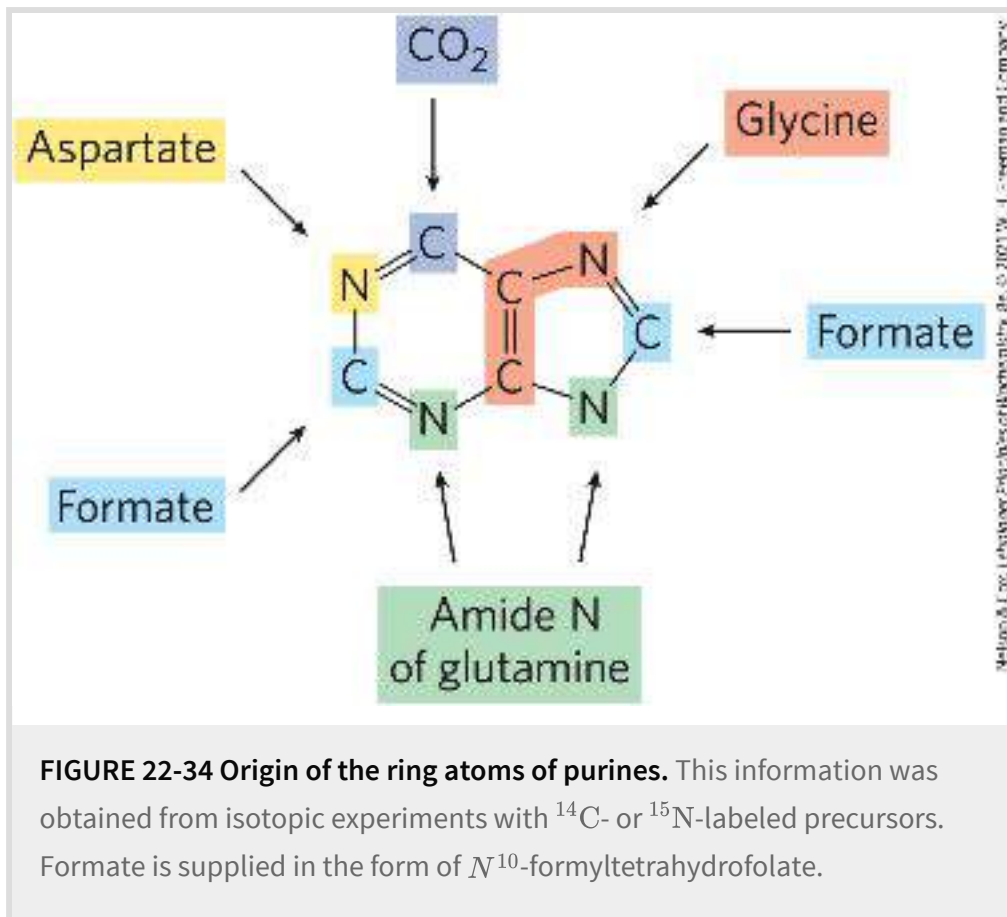 CO₂
Aspartate
Glycine
C
N
N
C
C
Formate
C
C
N
N
Formate
Amide N
of glutamine
FIGURE 22-34 Origin of the ring atoms of purines. This information was
obtained from isotopic experiments with ¹⁴C- or ¹⁵N-labeled precursors.
Formate is supplied in the form of N¹⁰-formyltetrahydrofolate.